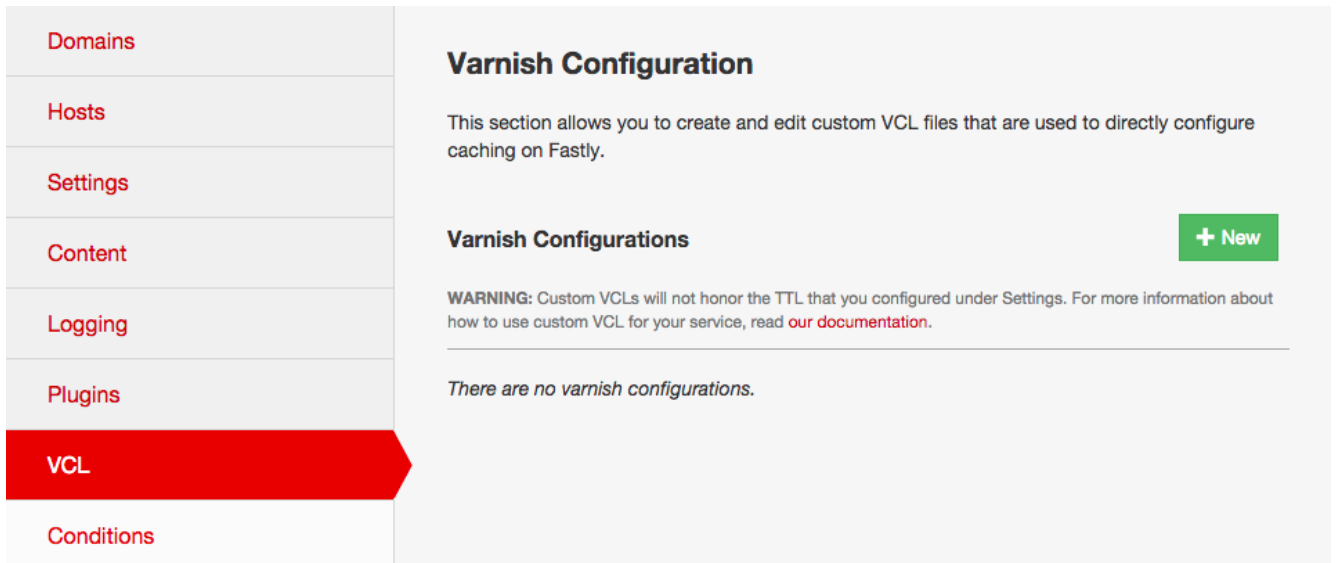 Domains
Hosts
Settings
Content
Logging
Plugins
VCL
Conditions
Varnish Configuration
This section allows you to create and edit custom VCL files that are used to directly configure
caching on Fastly.
Varnish Configurations
+ New
WARNING: Custom VCLs will not honor the TTL that you configured under Settings. For more information about
how to use custom VCL for your service, read our documentation.
There are no varnish configurations.